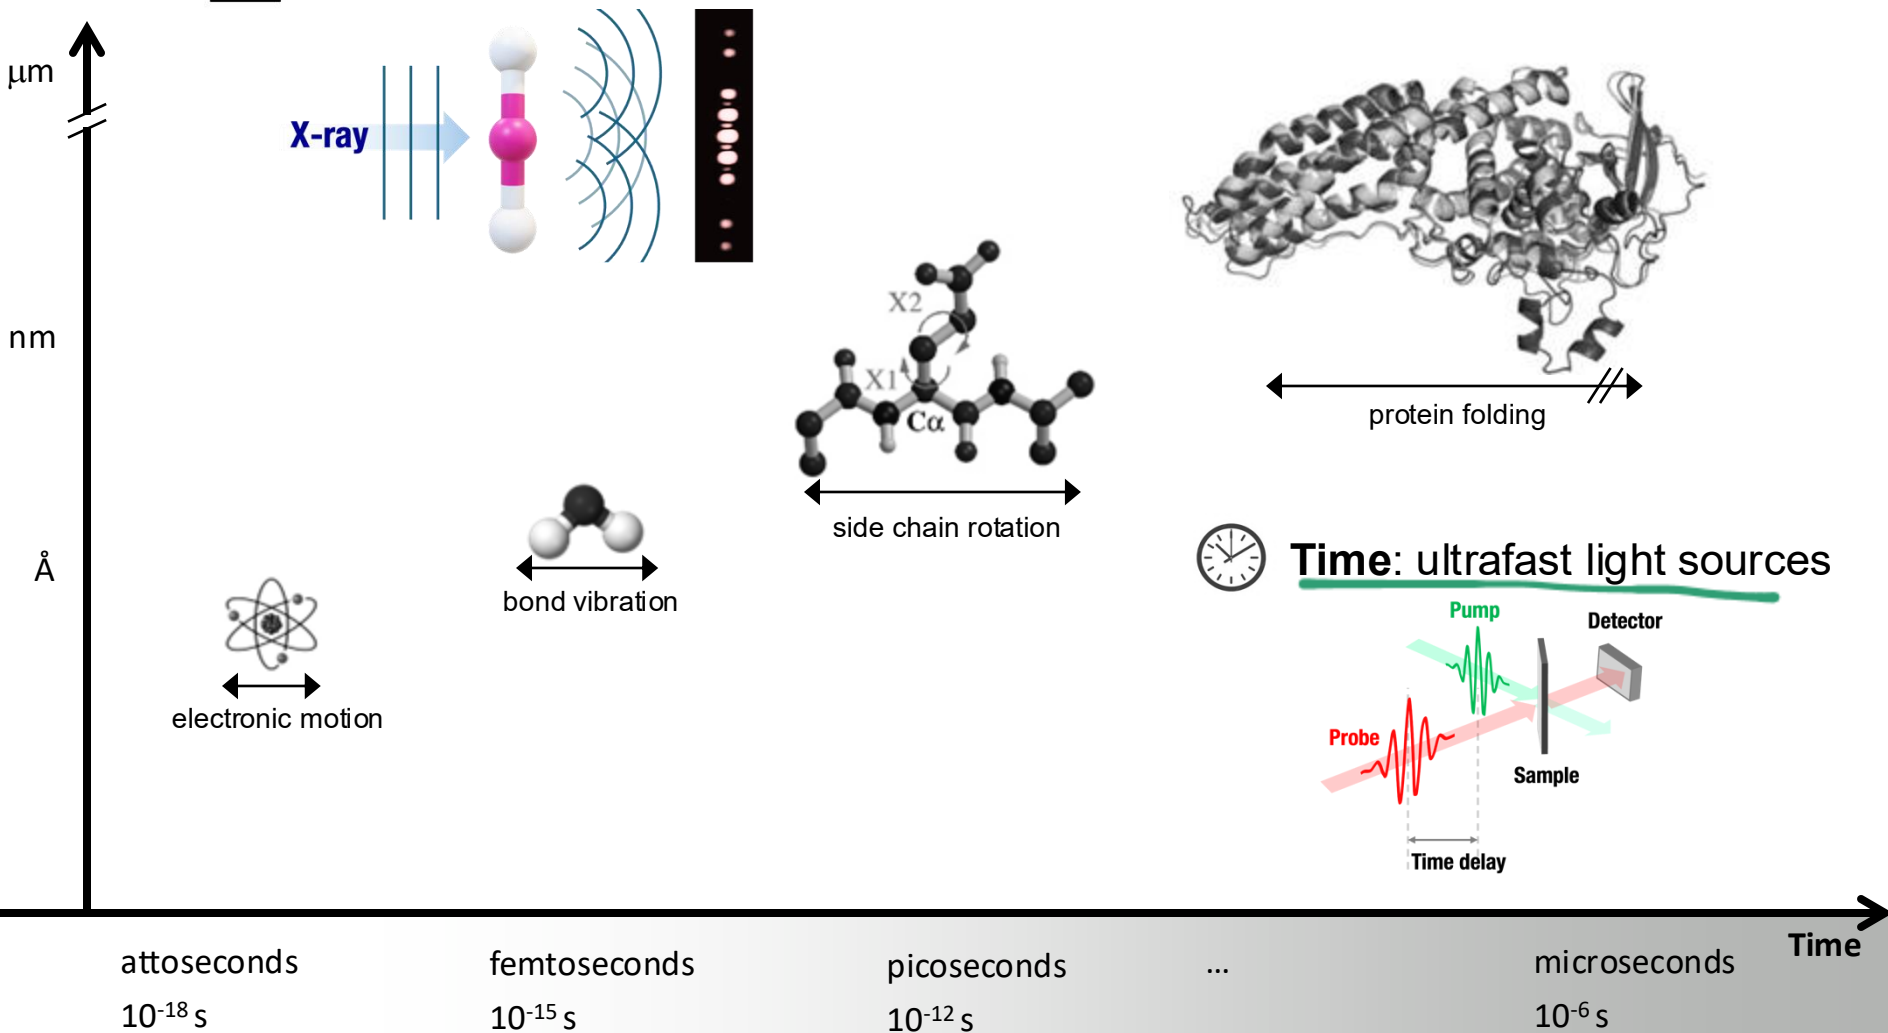 μm
X-ray
nm
X2
X1
Cα
protein folding
side chain rotation
Å
bond vibration
electronic motion
Time: ultrafast light sources
Pump
Detector
Probe
Sample
Time delay
Time
attoseconds
femtoseconds
picoseconds
...
microseconds
10⁻¹⁸ s
10⁻¹⁵ s
10⁻¹² s
10⁻⁶ s